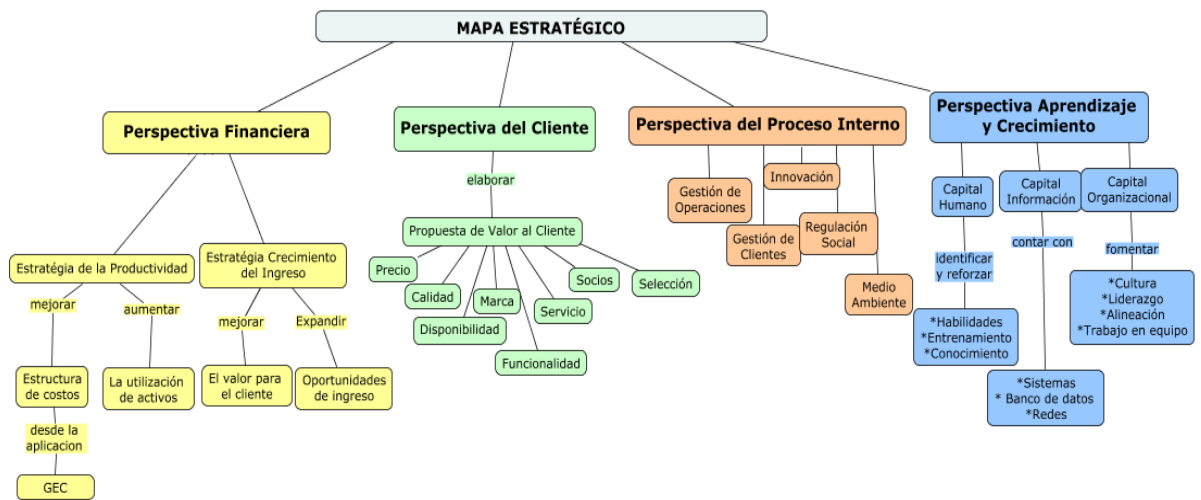 MAPA ESTRATÉGICO
Perspectiva Financiera
Estratégia de la Productividad
mejorar
Estructura
de costos
desde la
aplicacion
GEC
aumentar
La utilización
de activos
Estratégia Crecimiento
del Ingreso
mejorar
El valor para
el cliente
Expandir
Oportunidades
de ingreso
Perspectiva del Cliente
elaborar
Propuesta de Valor al Cliente
Precio
Calidad
Disponibilidad
Marca
Funcionalidad
Servicio
Socios
Selección
Perspectiva del Proceso Interno
Gestión de
Operaciones
Gestión de
Clientes
Innovación
Regulación
Social
Medio
Ambiente
Perspectiva Aprendizaje
y Crecimiento
Capital
Humano
identificar
y reforzar
*Habilidades
*Entrenamiento
*Conocimiento
Capital
Información
contar con
*Sistemas
* Banco de datos
*Redes
Capital
Organizacional
fomentar
*Cultura
*Liderazgo
*Alineación
*Trabajo en equipo